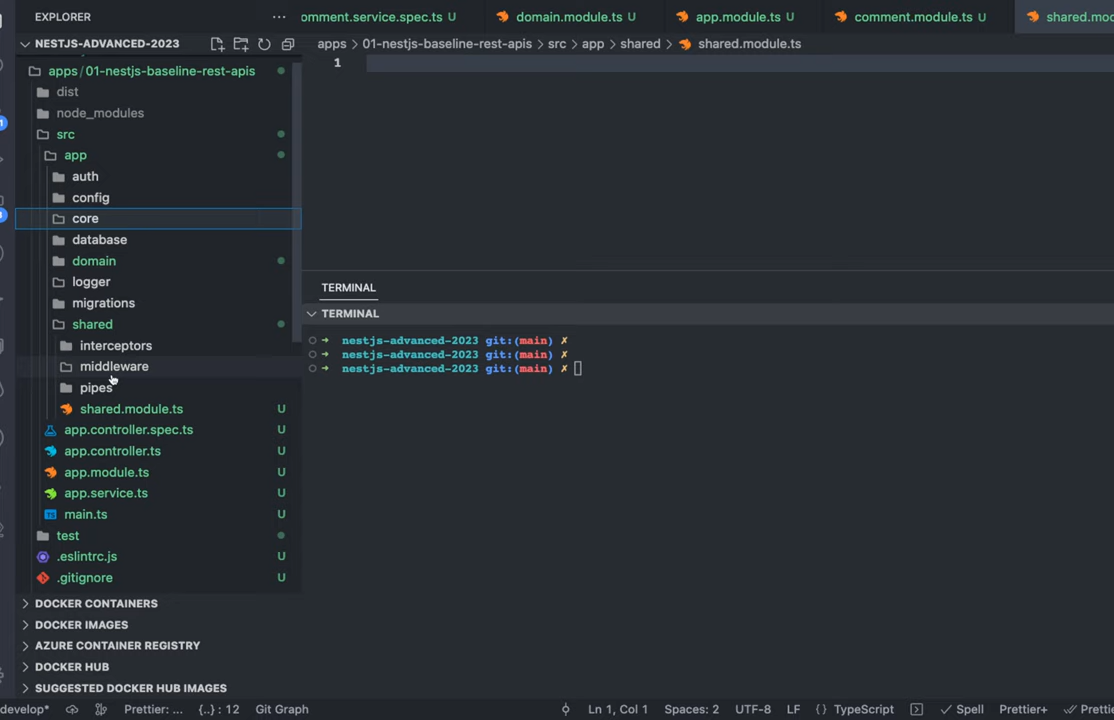 EXPLORER
NESTJS-ADVANCED-2023
apps / 01-nestjs-baseline-rest-apis
dist
node_modules
src
app
auth
config
core
database
domain
logger
migrations
shared
interceptors
middleware
pipes
shared.module.ts U
app.controller.spec.ts U
app.controller.ts U
app.module.ts U
app.service.ts U
main.ts U
test
.eslintrc.js U
.gitignore U
DOCKER CONTAINERS
DOCKER IMAGES
AZURE CONTAINER REGISTRY
DOCKER HUB
SUGGESTED DOCKER HUB IMAGES
omment.service.spec.ts U domain.module.ts U app.module.ts U comment.module.ts U shared.mod
apps > 01-nestjs-baseline-rest-apis > src > app > shared > shared.module.ts
1
TERMINAL
TERMINAL
nestjs-advanced-2023 git:(main) ✗
nestjs-advanced-2023 git:(main) ✗
nestjs-advanced-2023 git:(main) ✗
develop* Prettier: ... {..} : 12 Git Graph Ln 1, Col 1 Spaces: 2 UTF-8 LF {} TypeScript Spell Prettier+ Pretti